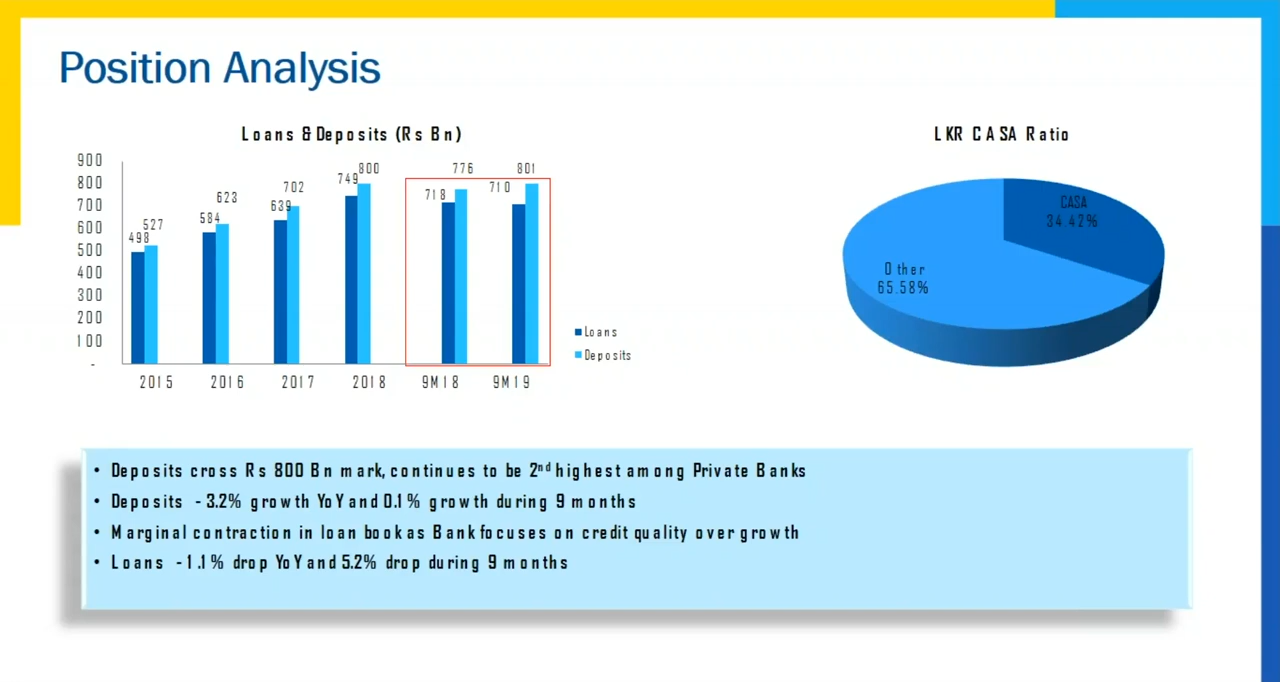 Position Analysis
Loans & Deposits (Rs Bn)
900
800
700
600
500
400
300
200
100
-
498
527
584
623
639
702
749
800
718
776
710
801
2015
2016
2017
2018
9M18
9M19
Loans
Deposits
LKR CASA Ratio
CASA
34.42%
Other
65.58%
• Deposits cross Rs 800 Bn mark, continues to be 2nd highest among Private Banks
• Deposits - 3.2% growth YoY and 0.1% growth during 9 months
• Marginal contraction in loan book as Bank focuses on credit quality over growth
• Loans -1.1% drop YoY and 5.2% drop during 9 months